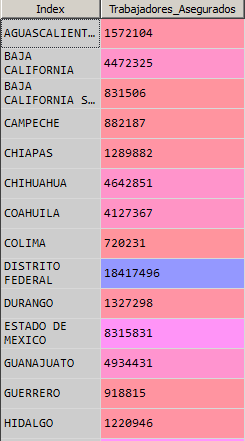 Index Trabajadores_Asegurados
AGUASCALIENT... 1572104
BAJA
CALIFORNIA 4472325
BAJA
CALIFORNIA S... 831506
CAMPECHE 882187
CHIAPAS 1289882
CHIHUAHUA 4642851
COAHUILA 4127367
COLIMA 720231
DISTRITO
FEDERAL 18417496
DURANGO 1327298
ESTADO DE
MEXICO 8315831
GUANAJUATO 4934431
GUERRERO 918815
HIDALGO 1220946